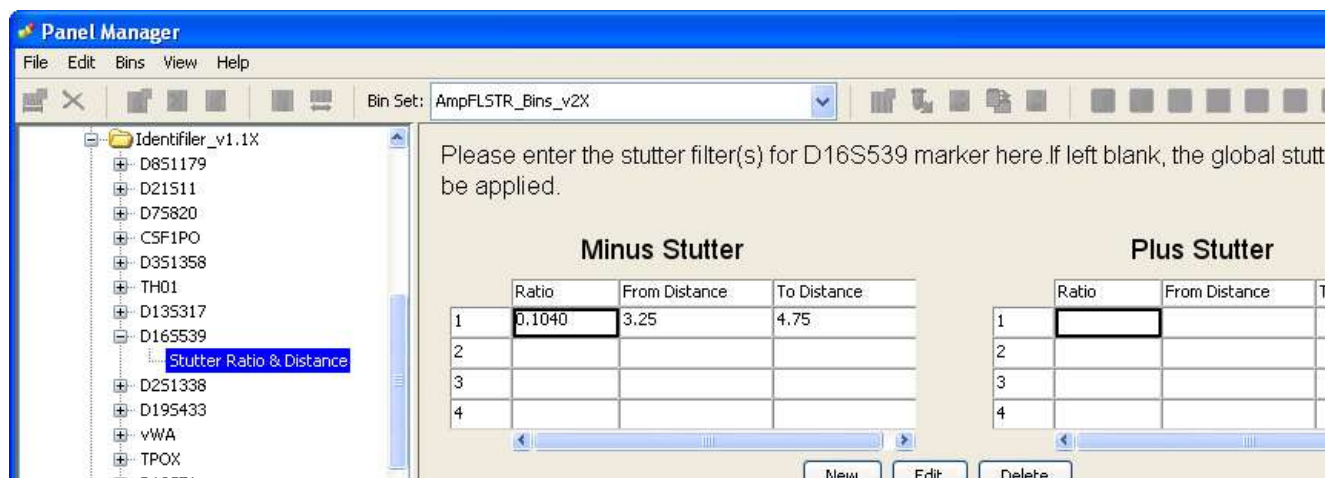 Panel Manager
File Edit Bins View Help
Bin Set: AmpFLSTR_Bins_v2X
Identifiler_v1.1X
D8S1179
D21S11
D7S820
CSF1PO
D3S1358
TH01
D13S317
D16S539
Stutter Ratio & Distance
D2S1338
D19S433
vWA
TPOX
Please enter the stutter filter(s) for D16S539 marker here.If left blank, the global stutt
be applied.
Minus Stutter
Ratio From Distance To Distance
1 0.1040 3.25 4.75
2
3
4
Plus Stutter
Ratio From Distance T
1
2
3
4
New Edit Delete